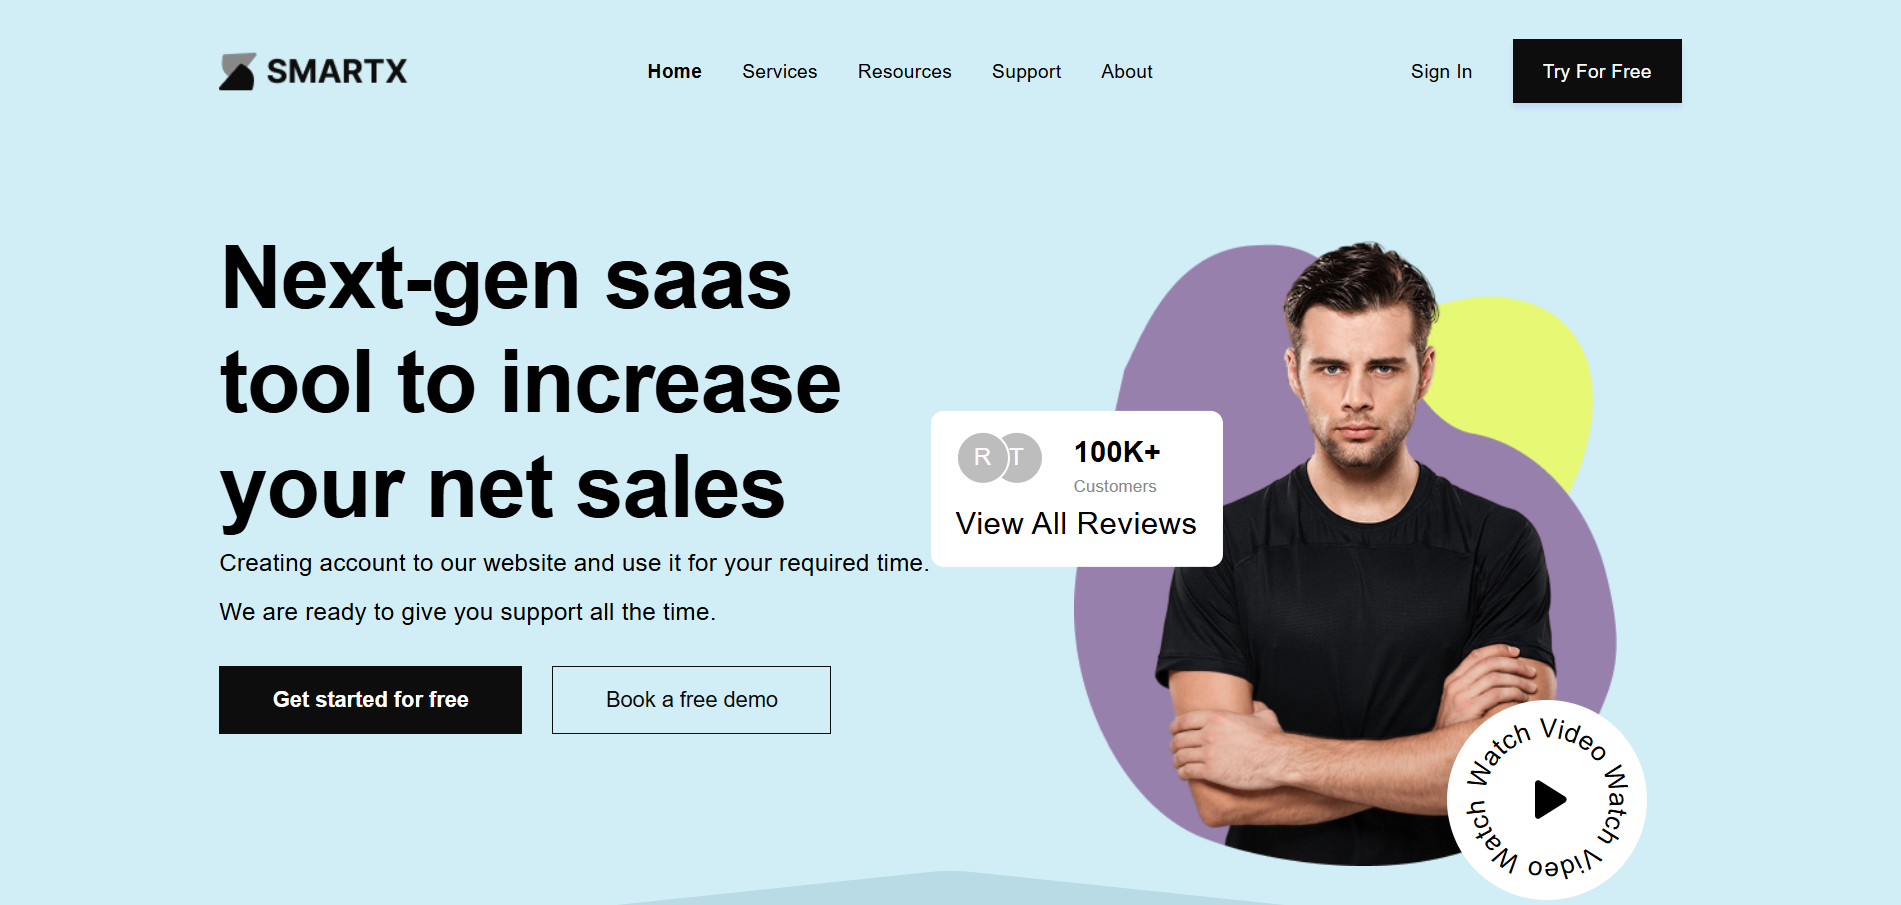 SMARTX
Home Services Resources Support About
Sign In Try For Free
Next-gen saas
tool to increase
your net sales
Creating account to our website and use it for your required time.
We are ready to give you support all the time.
Get started for free Book a free demo
R T 100K+
Customers
View All Reviews
Watch Video Watch Video Watch